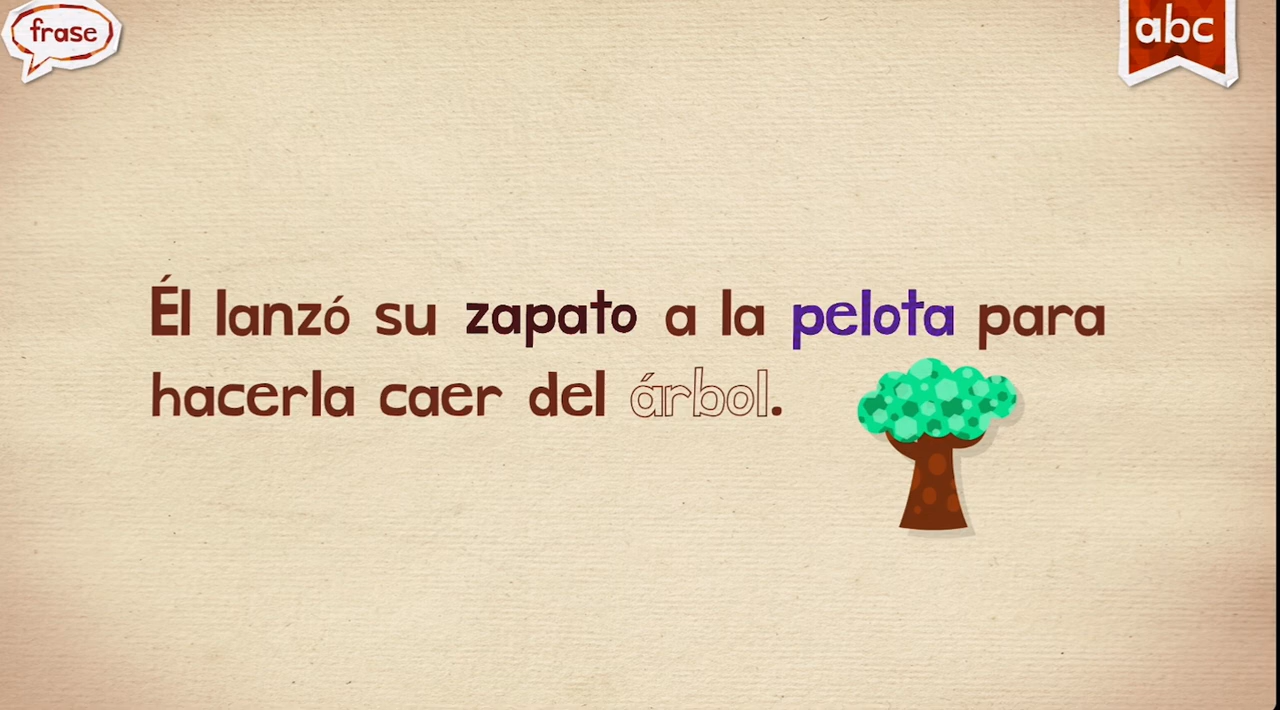 frase
abc
Él lanzó su zapato a la pelota para
hacerla caer del árbol.